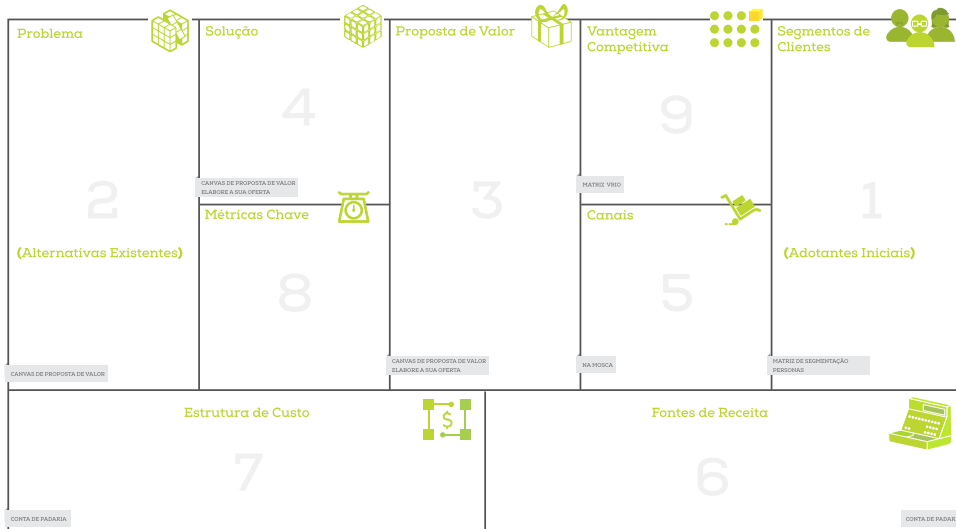 Problema
2
(Alternativas Existentes)
CANVAS DE PROPOSTA DE VALOR
Solução
4
CANVAS DE PROPOSTA DE VALOR
ELABORE A SUA OFERTA
Métricas Chave
8
Proposta de Valor
3
CANVAS DE PROPOSTA DE VALOR
ELABORE A SUA OFERTA
Vantagem
Competitiva
9
MATRIZ VRIO
Canais
5
NA MOSCA
Segmentos de
Clientes
1
(Adotantes Iniciais)
MATRIZ DE SEGMENTAÇÃO
PERSONAS
Estrutura de Custo
$
7
CONTA DE PADARIA
Fontes de Receita
6
CONTA DE PADAR